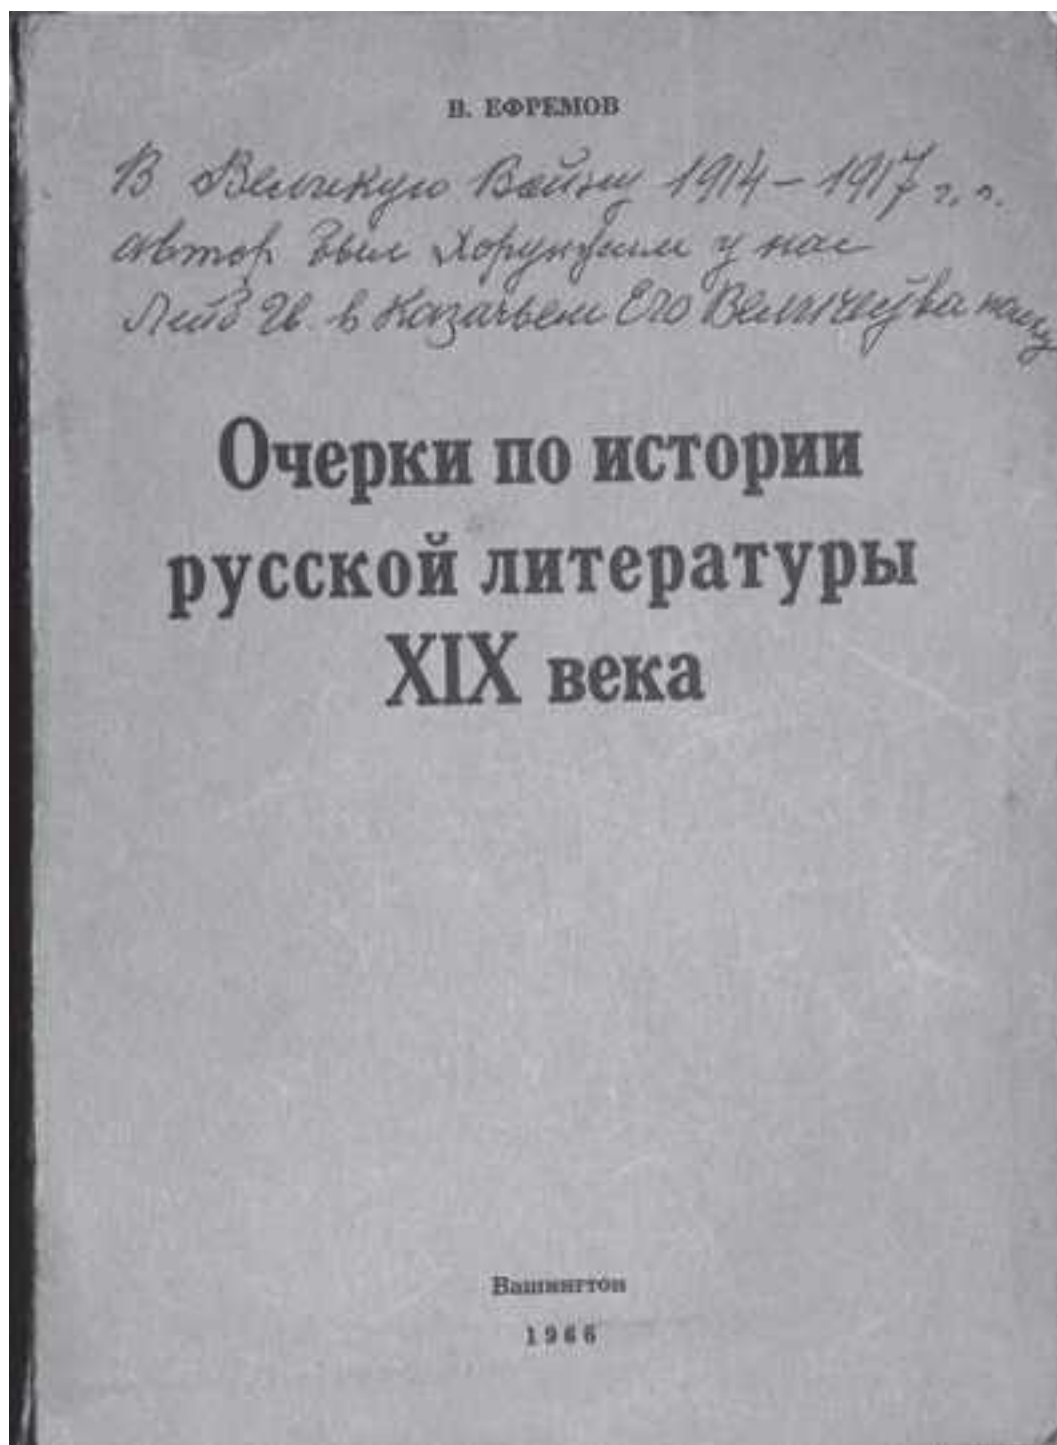 В. ЕФРЕМОВ
В Великую Войну 1914 – 1917 г.г.
автор был Хорунжим у нас
Лейб Гв. в Казачьем Его Величества полку
Очерки по истории
русской литературы
XIX века
Вашингтон
1966